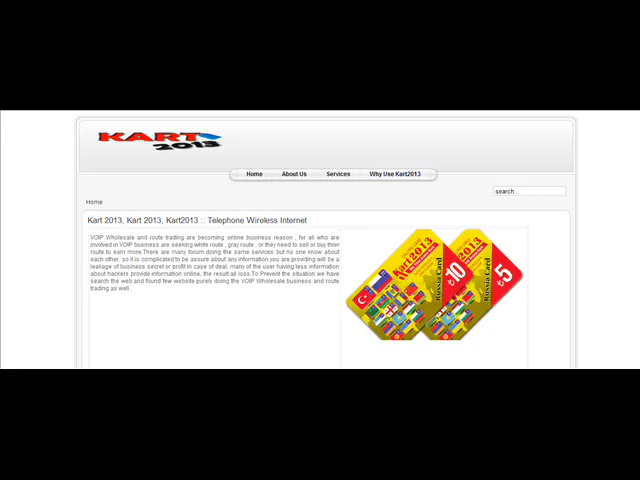 KART
2013
Home About Us Services Why Use Kart2013
search...
Home
Kart 2013, Kart 2013, Kart2013 :: Telephone Wireless Internet
VOIP Wholesale and route trading are becoming online business reason , for all who are
involved in VOIP business are seeking white route , gray route , or they need to sell or buy thier
route to earn more.There are many forum doing the same services but no one know about
each other, so it is complicated to be assure about any information you are providing will be a
leakage of business secret or profit in case of deal, many of the user having less information
about hackers provide information online, the result all loss.To Prevent the situation we have
search the web and found few website purely doing the VOIP Wholesale business and route
trading as well .
Kart2013
₺10
Russia Card
Kart2013
₺5
Russia Card